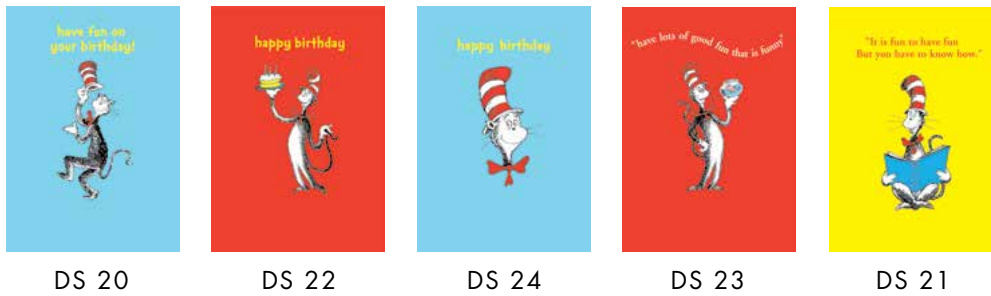 have fun on
your birthday!
happy birthday
happy birthday
"have lots of good fun that is funny"
"It is fun to have fun
But you have to know how."
DS 20
DS 22
DS 24
DS 23
DS 21